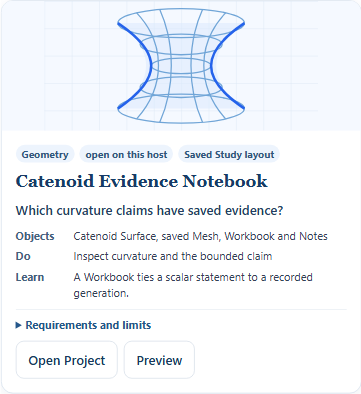 Geometry open on this host Saved Study layout
Catenoid Evidence Notebook
Which curvature claims have saved evidence?
Objects Catenoid Surface, saved Mesh, Workbook and Notes
Do Inspect curvature and the bounded claim
Learn A Workbook ties a scalar statement to a recorded
generation.
Requirements and limits
Open Project Preview